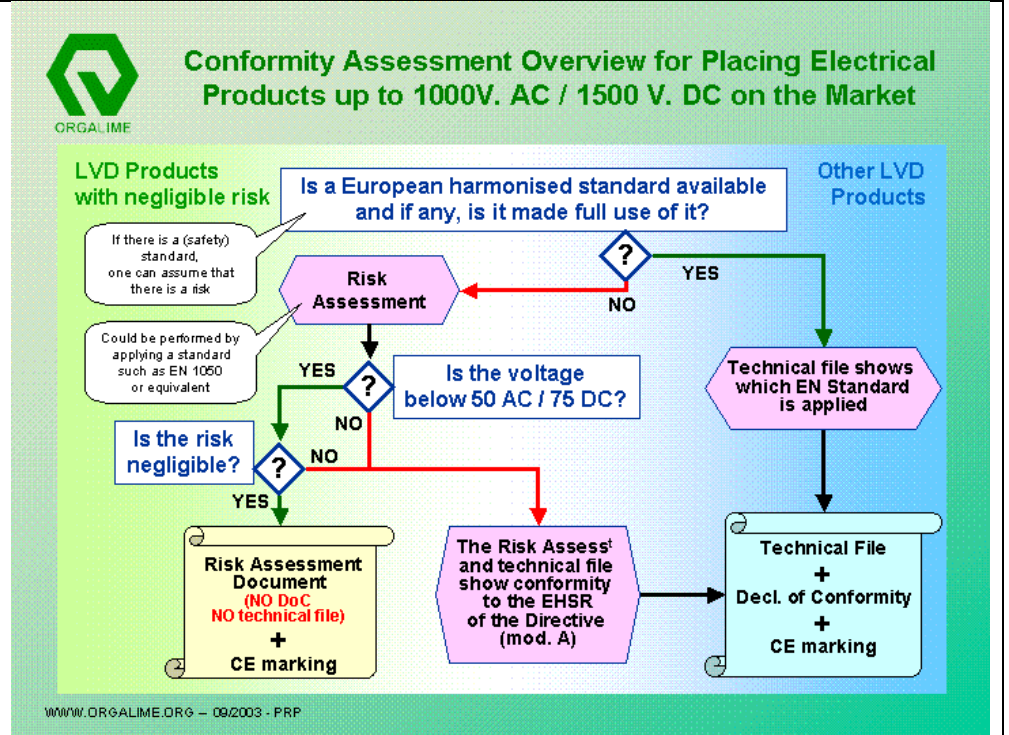 Conformity Assessment Overview for Placing Electrical
Products up to 1000V. AC / 1500 V. DC on the Market
ORGALIME
LVD Products
with negligible risk
Is a European harmonised standard available
and if any, is it made full use of it?
Other LVD
Products
If there is a (safety)
standard,
one can assume that
there is a risk
?
YES
NO
Risk
Assessment
Could be performed by
applying a standard
such as EN 1050
or equivalent
YES
?
Is the voltage
below 50 AC / 75 DC?
NO
Technical file shows
which EN Standard
is applied
Is the risk
negligible?
?
NO
YES
Risk Assessment
Document
(NO DoC
NO technical file)
+
CE marking
The Risk Assesst
and technical file
show conformity
to the EHSR
of the Directive
(mod. A)
Technical File
+
Decl. of Conformity
+
CE marking
WWW.ORGALIME.ORG – 09/2003 - PRP